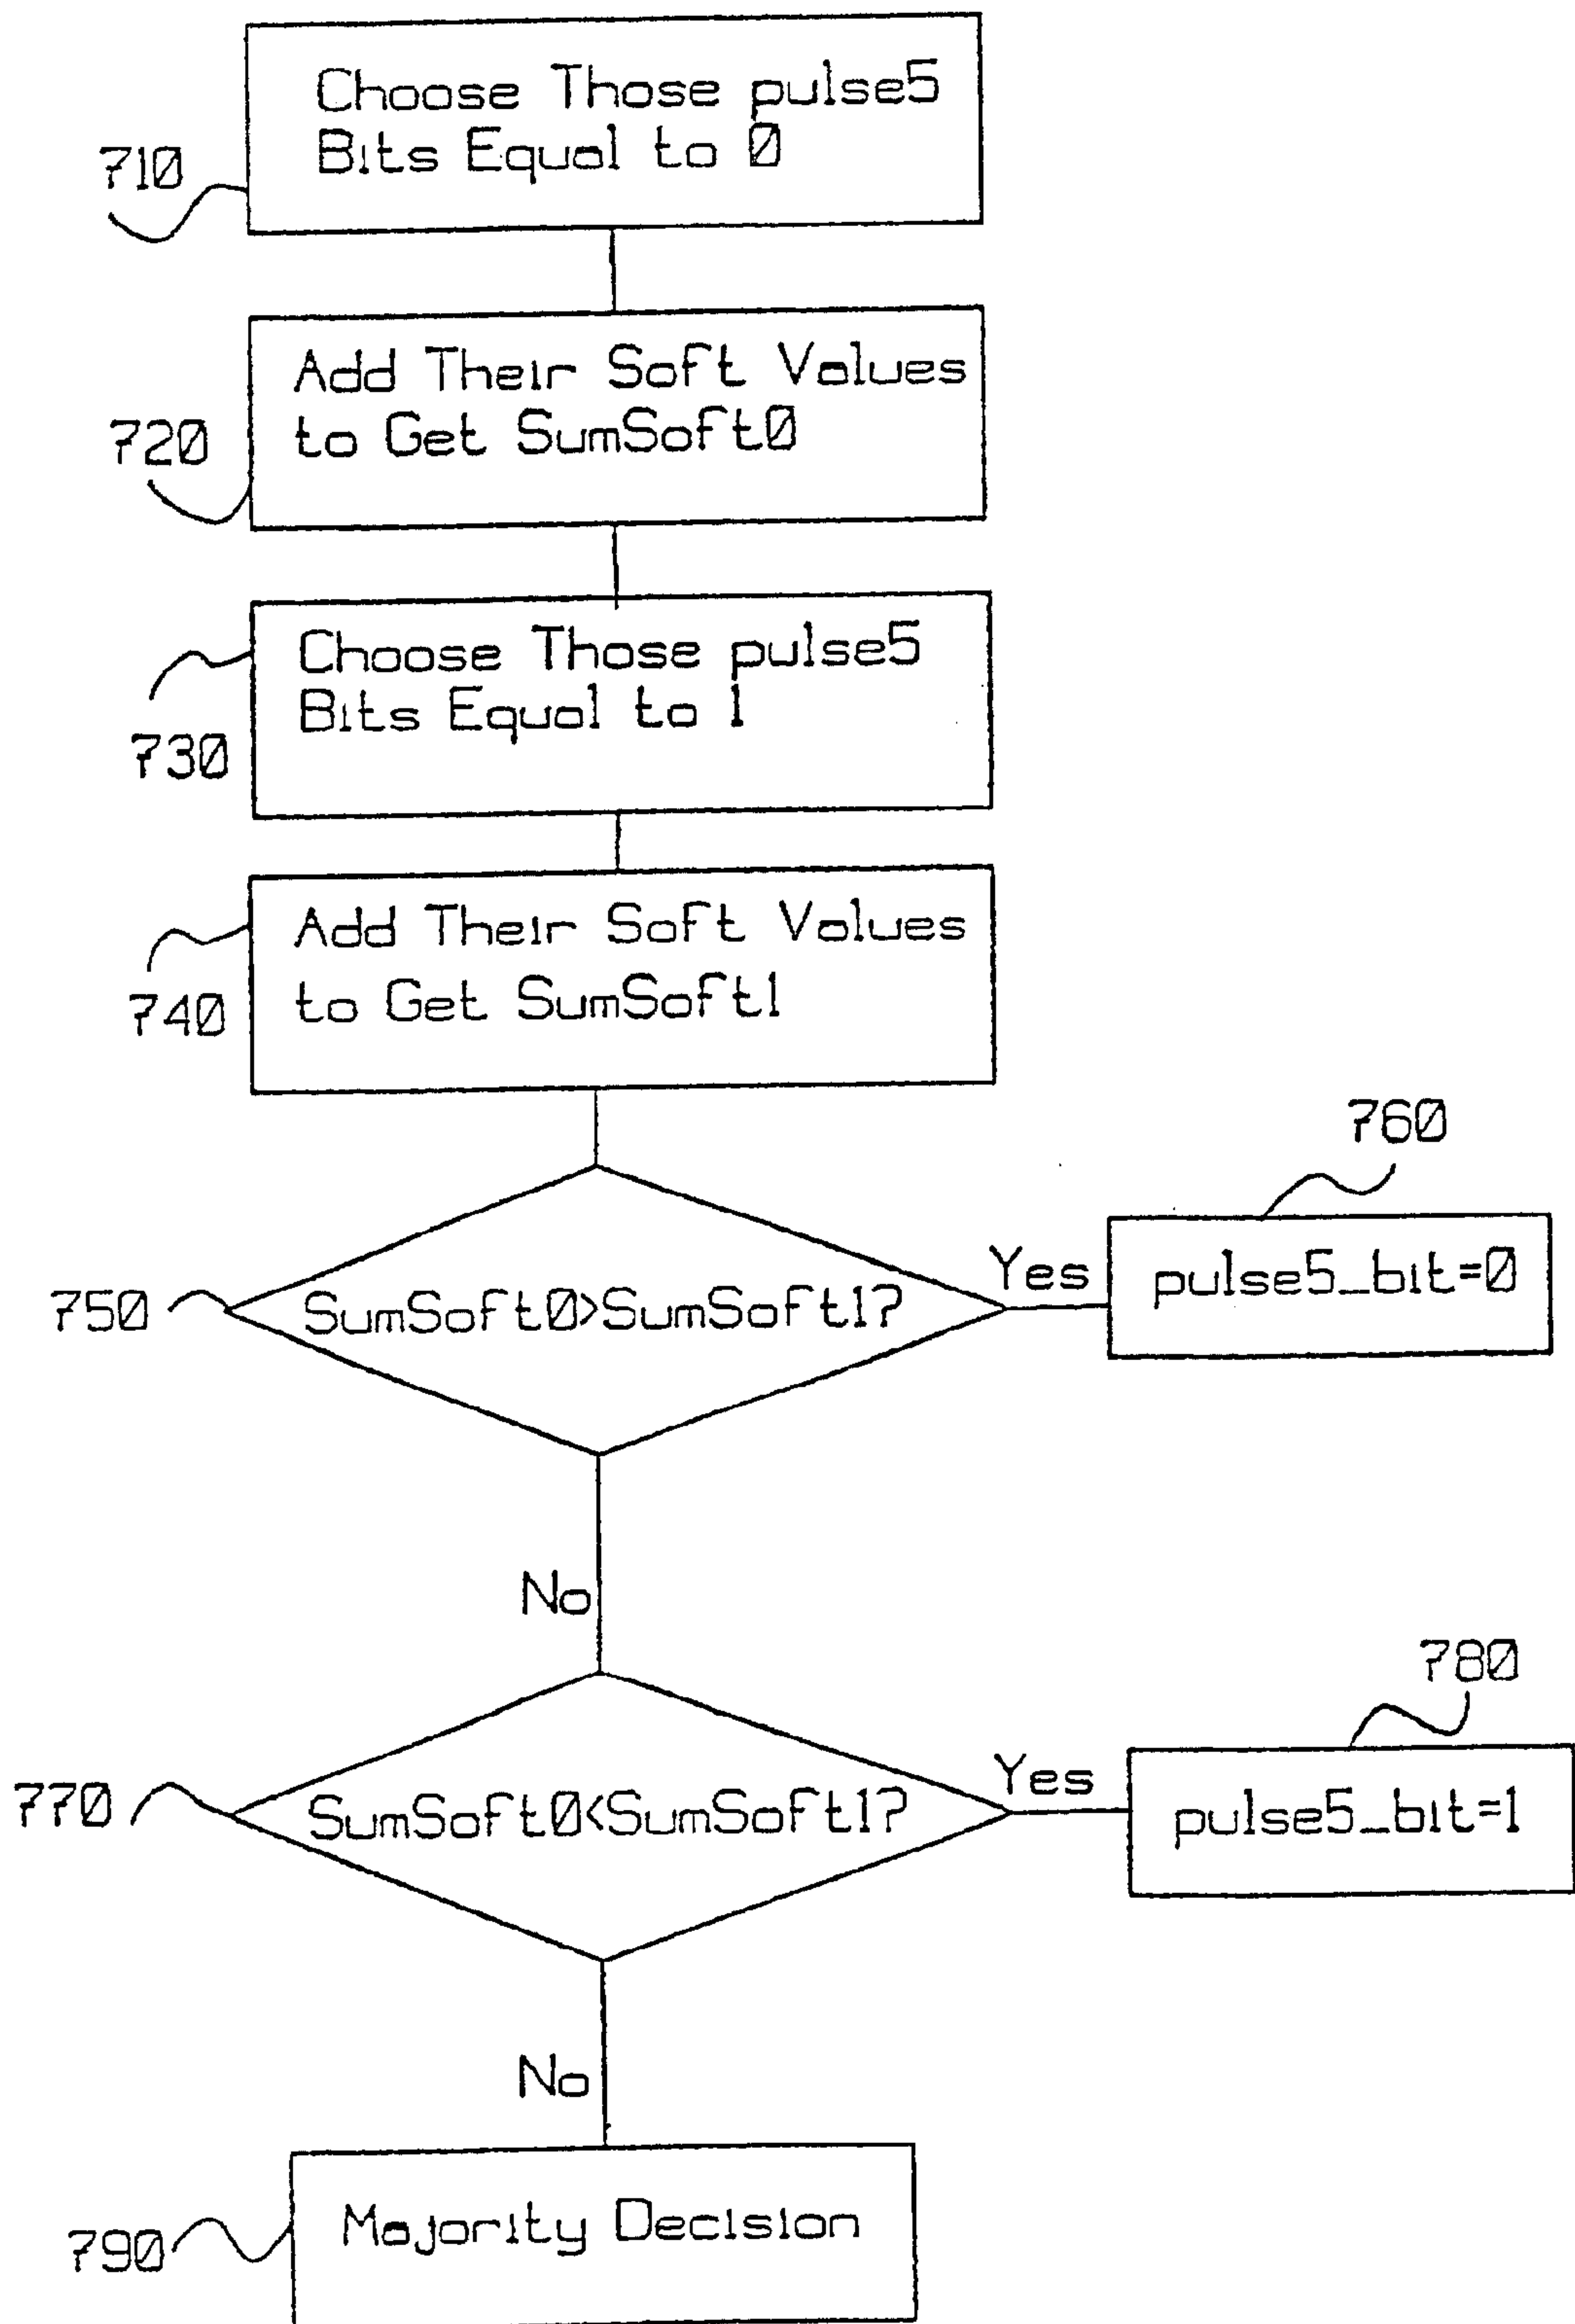 Choose Those pulse5
Bits Equal to 0
710
Add Their Soft Values
to Get SumSoft0
720
Choose Those pulse5
Bits Equal to 1
730
Add Their Soft Values
to Get SumSoft1
740
760
750
SumSoft0>SumSoft1?
Yes
pulse5_bit=0
No
780
770
SumSoft0<SumSoft1?
Yes
pulse5_bit=1
No
790
Majority Decision